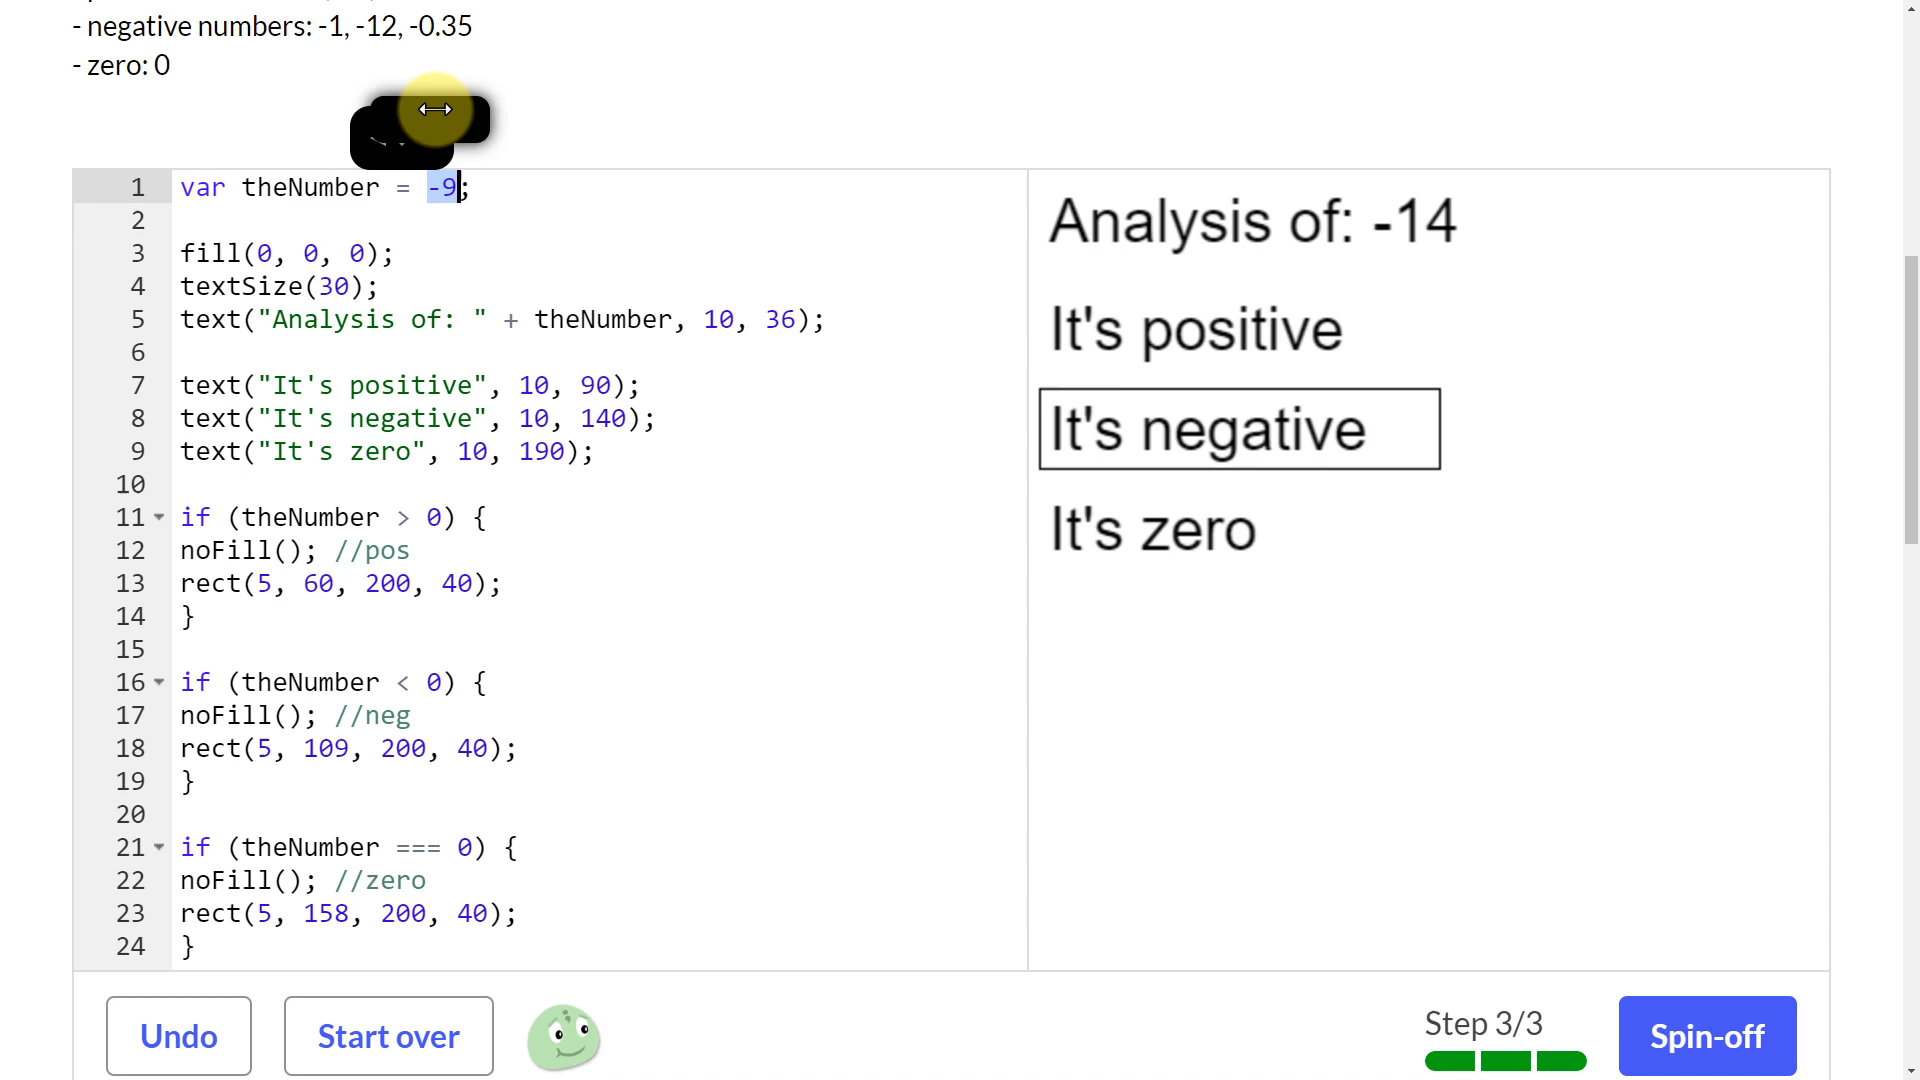 - negative numbers: -1, -12, -0.35
- zero: 0
1 var theNumber = -9;
2
3 fill(0, 0, 0);
4 textSize(30);
5 text("Analysis of: " + theNumber, 10, 36);
6
7 text("It's positive", 10, 90);
8 text("It's negative", 10, 140);
9 text("It's zero", 10, 190);
10
11 if (theNumber > 0) {
12 noFill(); //pos
13 rect(5, 60, 200, 40);
14 }
15
16 if (theNumber < 0) {
17 noFill(); //neg
18 rect(5, 109, 200, 40);
19 }
20
21 if (theNumber === 0) {
22 noFill(); //zero
23 rect(5, 158, 200, 40);
24 }
Analysis of: -14
It's positive
It's negative
It's zero
Undo
Start over
Step 3/3
Spin-off